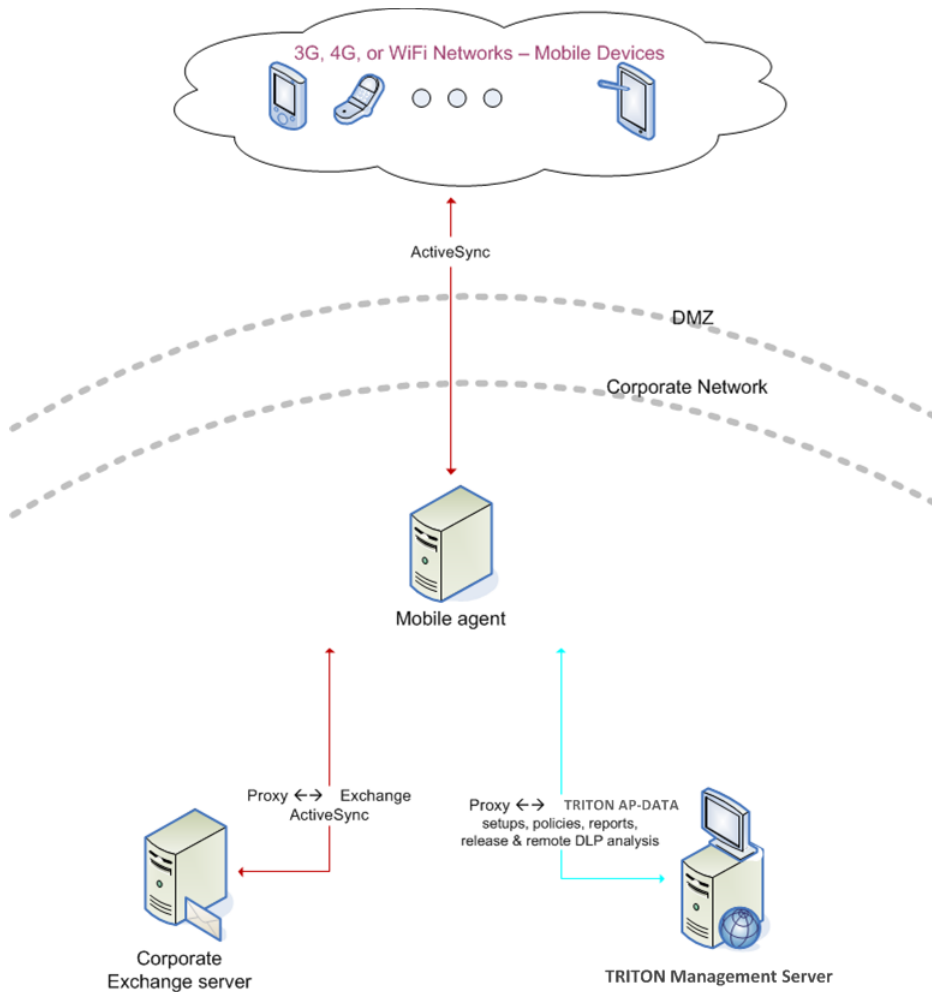 3G, 4G, or WiFi Networks – Mobile Devices
ActiveSync
DMZ
Corporate Network
Mobile agent
Proxy ←→ Exchange
ActiveSync
Proxy ←→ TRITON AP-DATA
setups, policies, reports,
release & remote DLP analysis
Corporate
Exchange server
TRITON Management Server